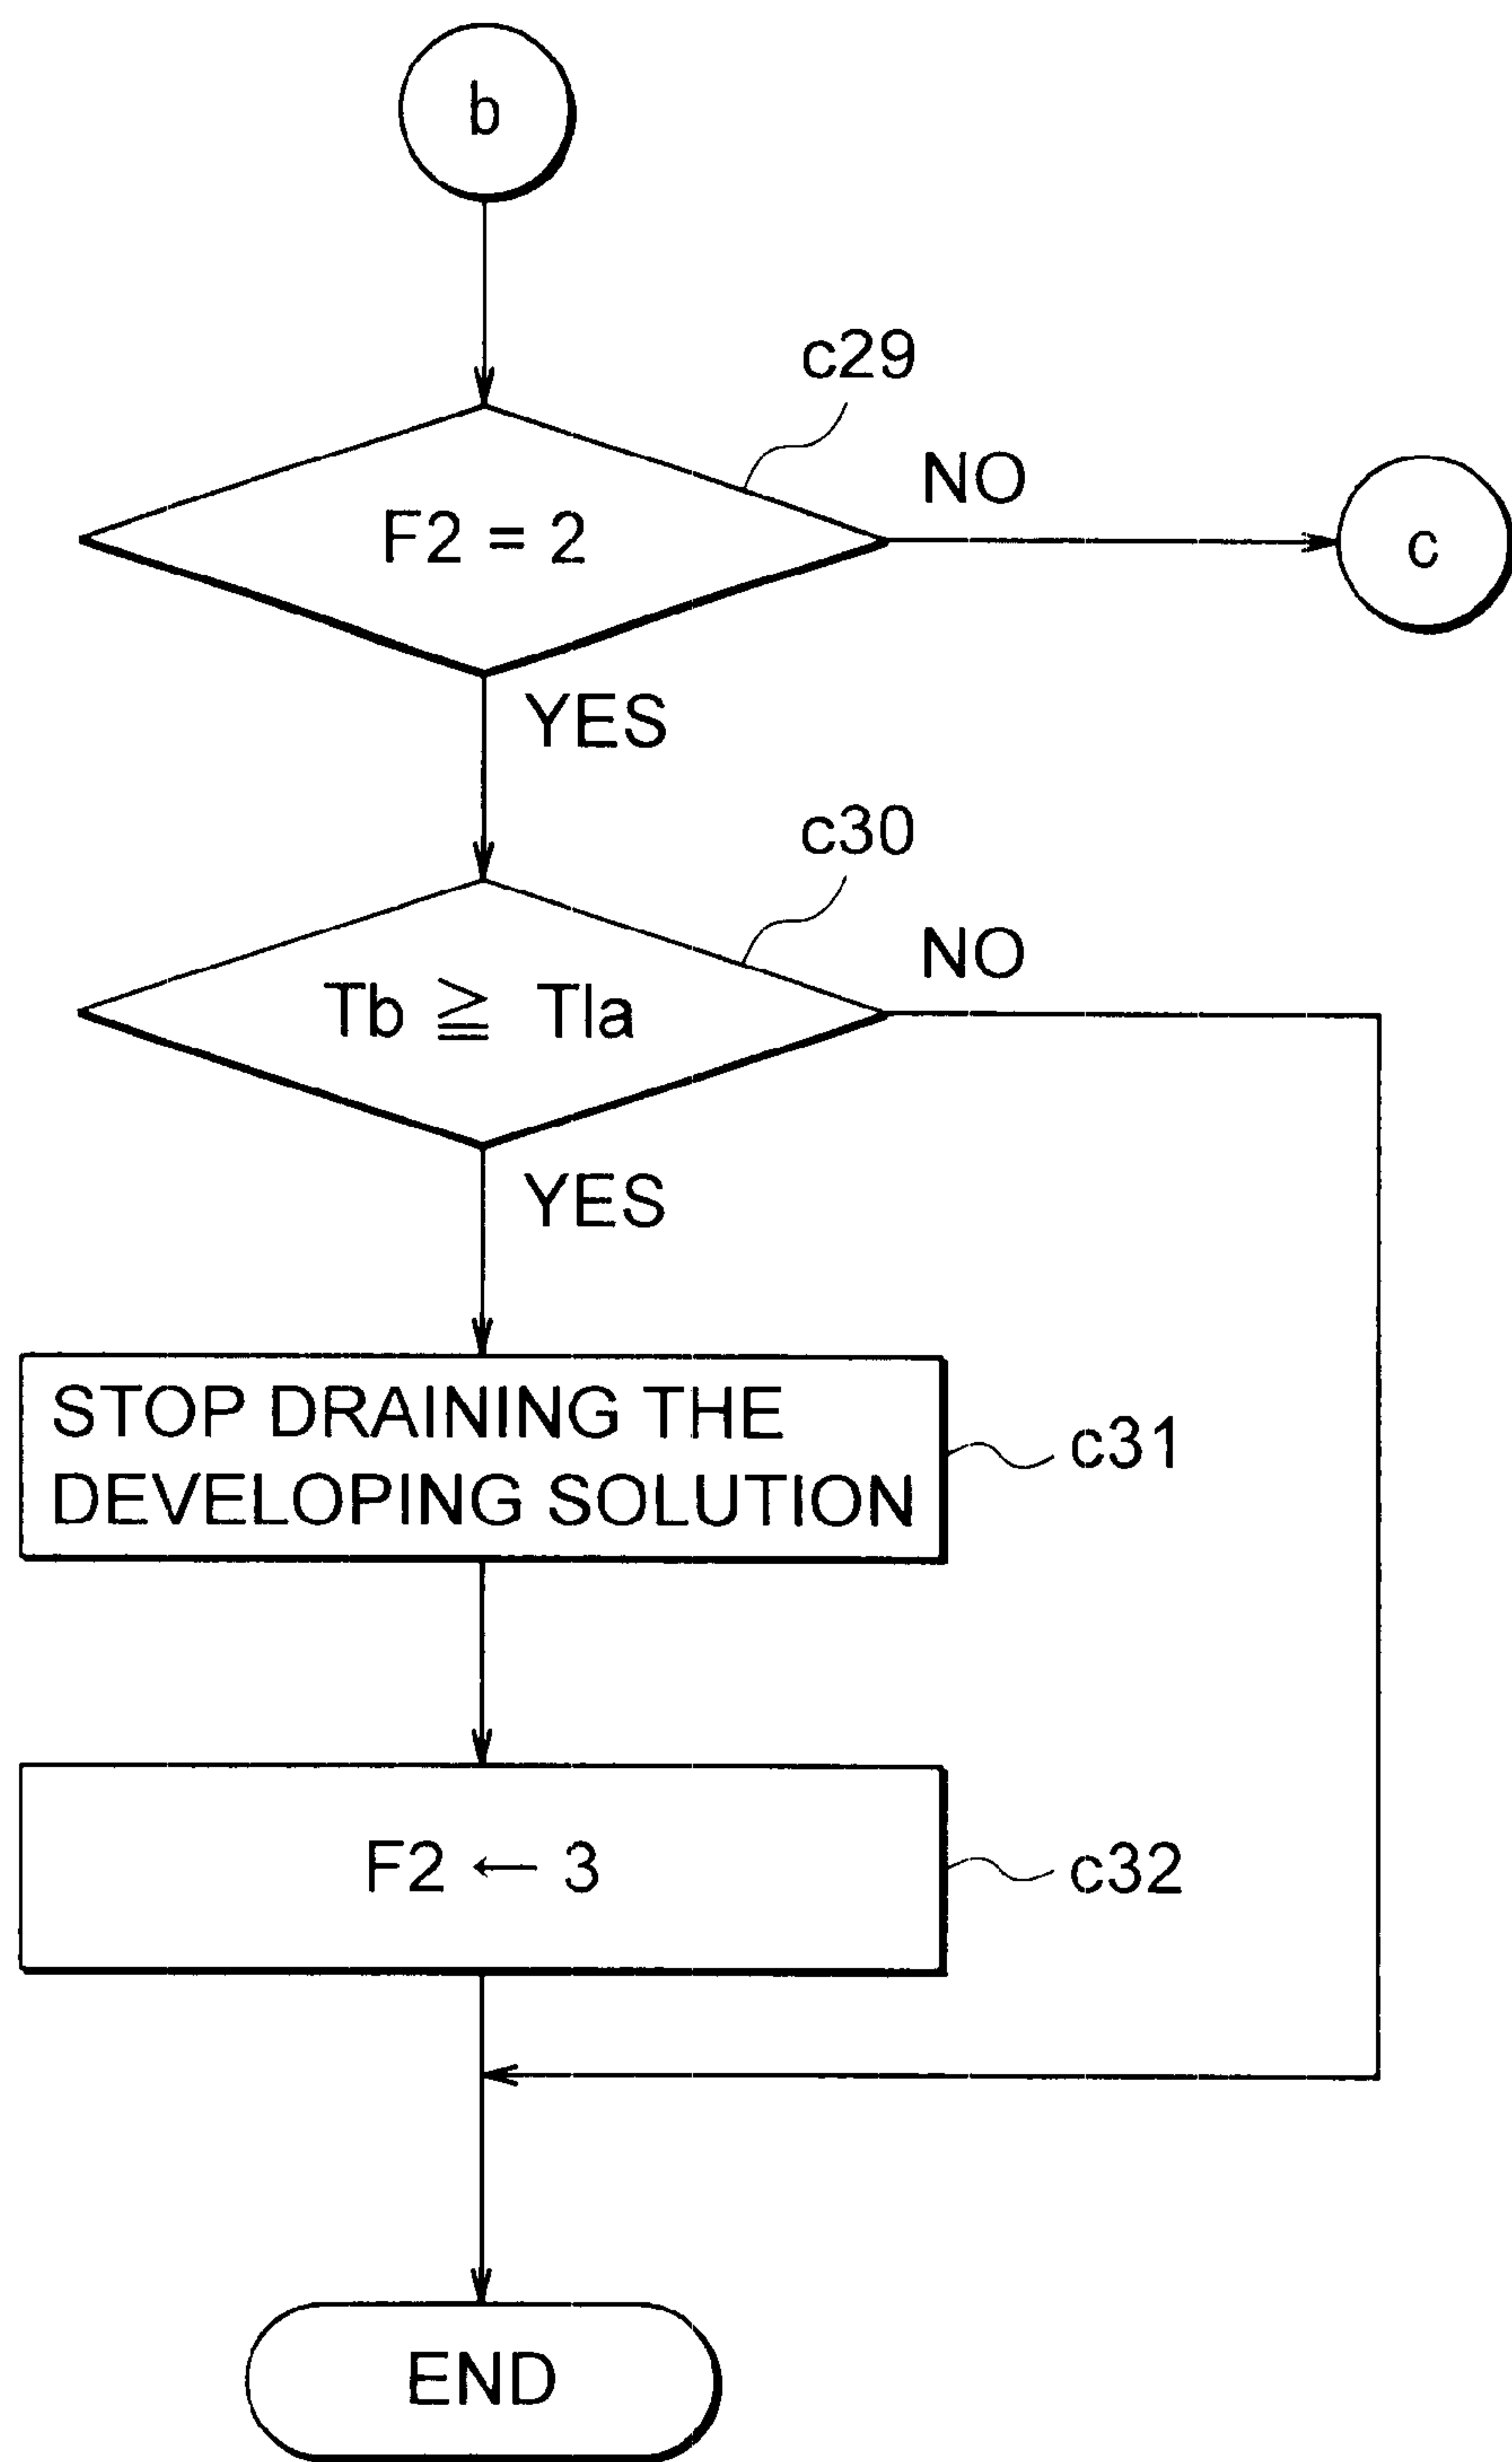 b
c29
NO
F2 = 2
c
YES
c30
NO
Tb ≧ Tla
YES
STOP DRAINING THE
DEVELOPING SOLUTION
c31
F2 ← 3
c32
END